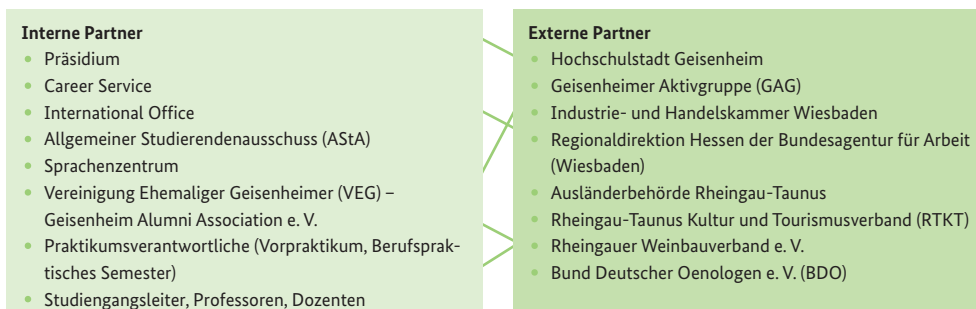 Interne Partner
• Präsidium
• Career Service
• International Office
• Allgemeiner Studierendenausschuss (AStA)
• Sprachenzentrum
• Vereinigung Ehemaliger Geisenheimer (VEG) –
Geisenheim Alumni Association e. V.
• Praktikumsverantwortliche (Vorpraktikum, Berufsprak-
tisches Semester)
• Studiengangsleiter, Professoren, Dozenten
Externe Partner
• Hochschulstadt Geisenheim
• Geisenheimer Aktivgruppe (GAG)
• Industrie- und Handelskammer Wiesbaden
• Regionaldirektion Hessen der Bundesagentur für Arbeit
(Wiesbaden)
• Ausländerbehörde Rheingau-Taunus
• Rheingau-Taunus Kultur und Tourismusverband (RTKT)
• Rheingauer Weinbauverband e. V.
• Bund Deutscher Oenologen e. V. (BDO)